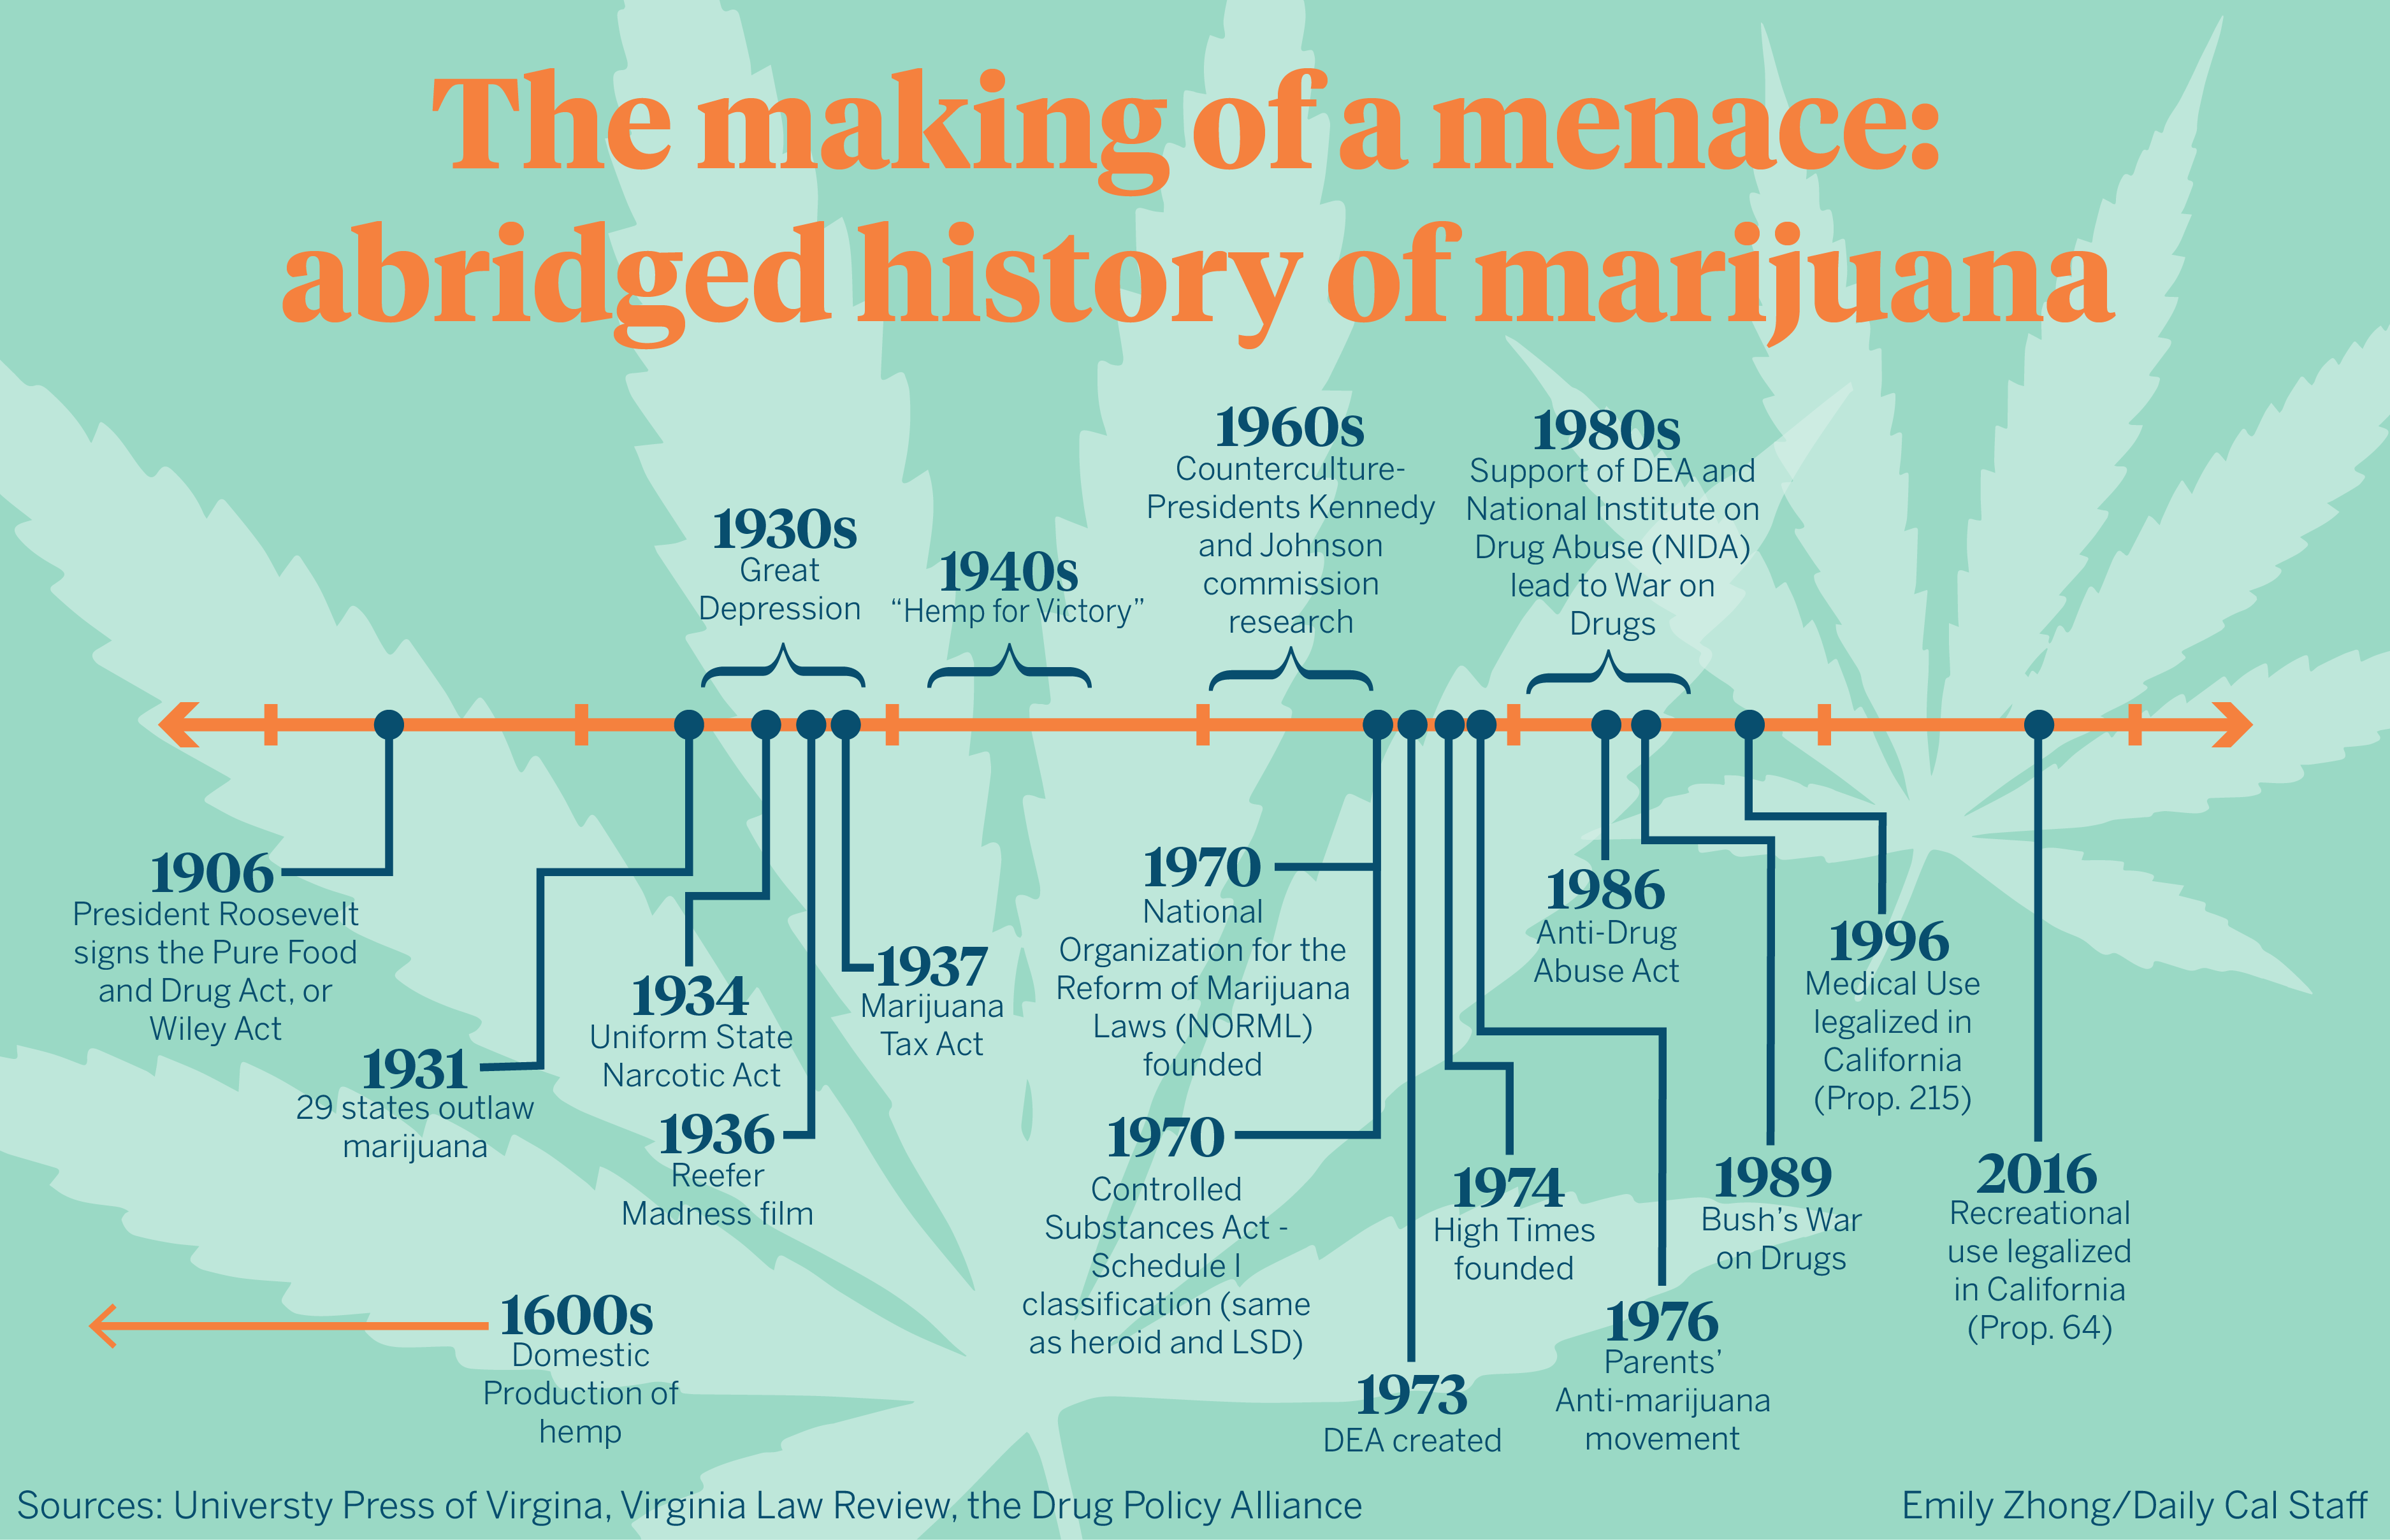 The making of a menace:
abridged history of marijuana
1930s
Great
Depression
1940s
“Hemp for Victory”
1960s
Counterculture-
Presidents Kennedy
and Johnson
commission
research
1980s
Support of DEA and
National Institute on
Drug Abuse (NIDA)
lead to War on
Drugs
1906
President Roosevelt
signs the Pure Food
and Drug Act, or
Wiley Act
1931
29 states outlaw
marijuana
1934
Uniform State
Narcotic Act
1936
Reefer
Madness film
1937
Marijuana
Tax Act
1970
National
Organization for the
Reform of Marijuana
Laws (NORML)
founded
1970
Controlled
Substances Act -
Schedule I
classification (same
as heroid and LSD)
1973
DEA created
1974
High Times
founded
1976
Parents’
Anti-marijuana
movement
1986
Anti-Drug
Abuse Act
1989
Bush’s War
on Drugs
1996
Medical Use
legalized in
California
(Prop. 215)
2016
Recreational
use legalized
in California
(Prop. 64)
1600s
Domestic
Production of
hemp
Sources: Universty Press of Virgina, Virginia Law Review, the Drug Policy Alliance
Emily Zhong/Daily Cal Staff